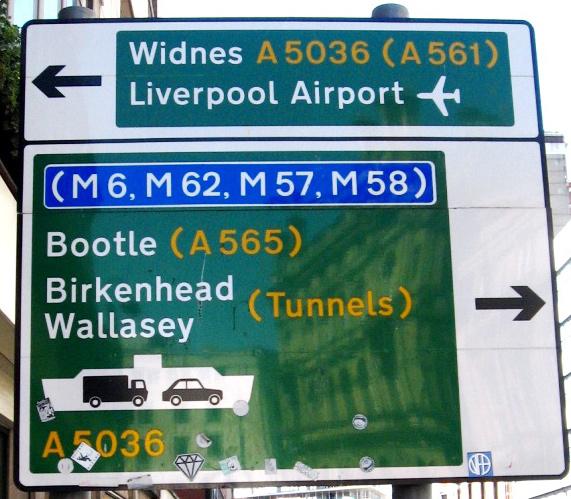 Widnes A5036 (A561)
Liverpool Airport
(M6, M62, M57, M58)
Bootle (A565)
Birkenhead
Wallasey
(Tunnels)
A5036